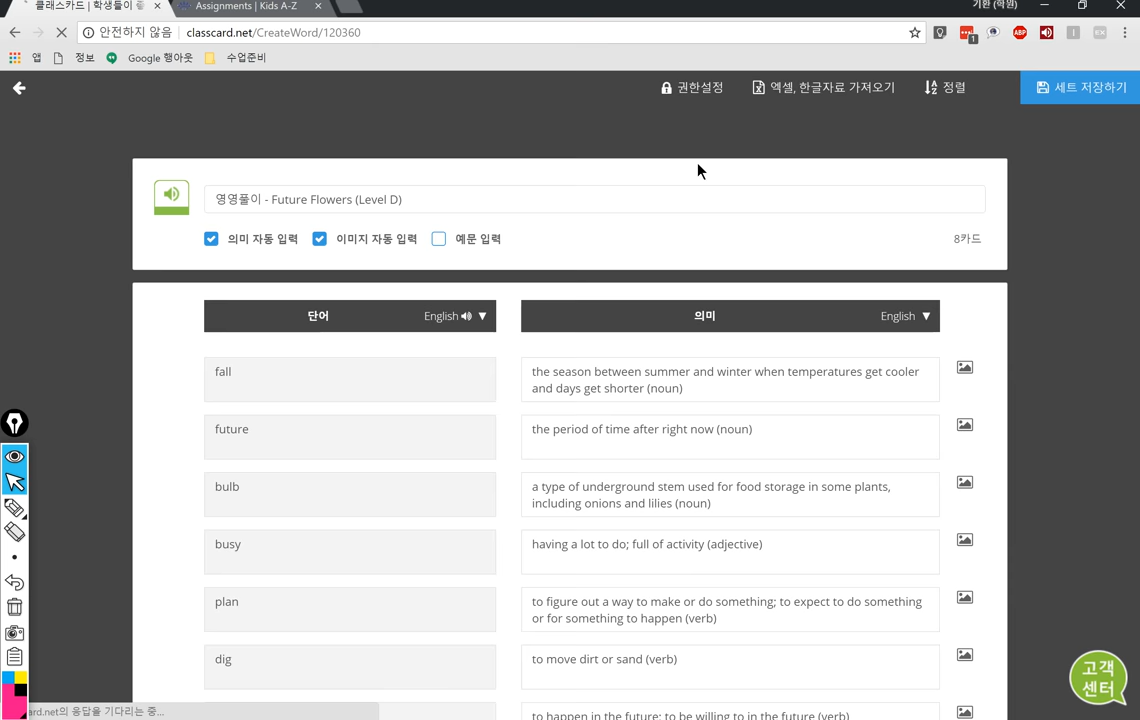 클래스카드 | 학생들이 좋
Assignments | Kids A-Z
기환 (학원)
안전하지 않음
classcard.net/CreateWord/120360
1
ABP
앱
정보
Google 행아웃
수업준비
권한설정
엑셀, 한글자료 가져오기
정렬
세트 저장하기
영영풀이 - Future Flowers (Level D)
의미 자동 입력
이미지 자동 입력
예문 입력
8카드
단어
English
의미
English
fall
the season between summer and winter when temperatures get cooler
and days get shorter (noun)
future
the period of time after right now (noun)
bulb
a type of underground stem used for food storage in some plants,
including onions and lilies (noun)
busy
having a lot to do; full of activity (adjective)
plan
to figure out a way to make or do something; to expect to do something
or for something to happen (verb)
dig
to move dirt or sand (verb)
to happen in the future; to be willing to in the future (verb)
고객
센터
ard.net의 응답을 기다리는 중...